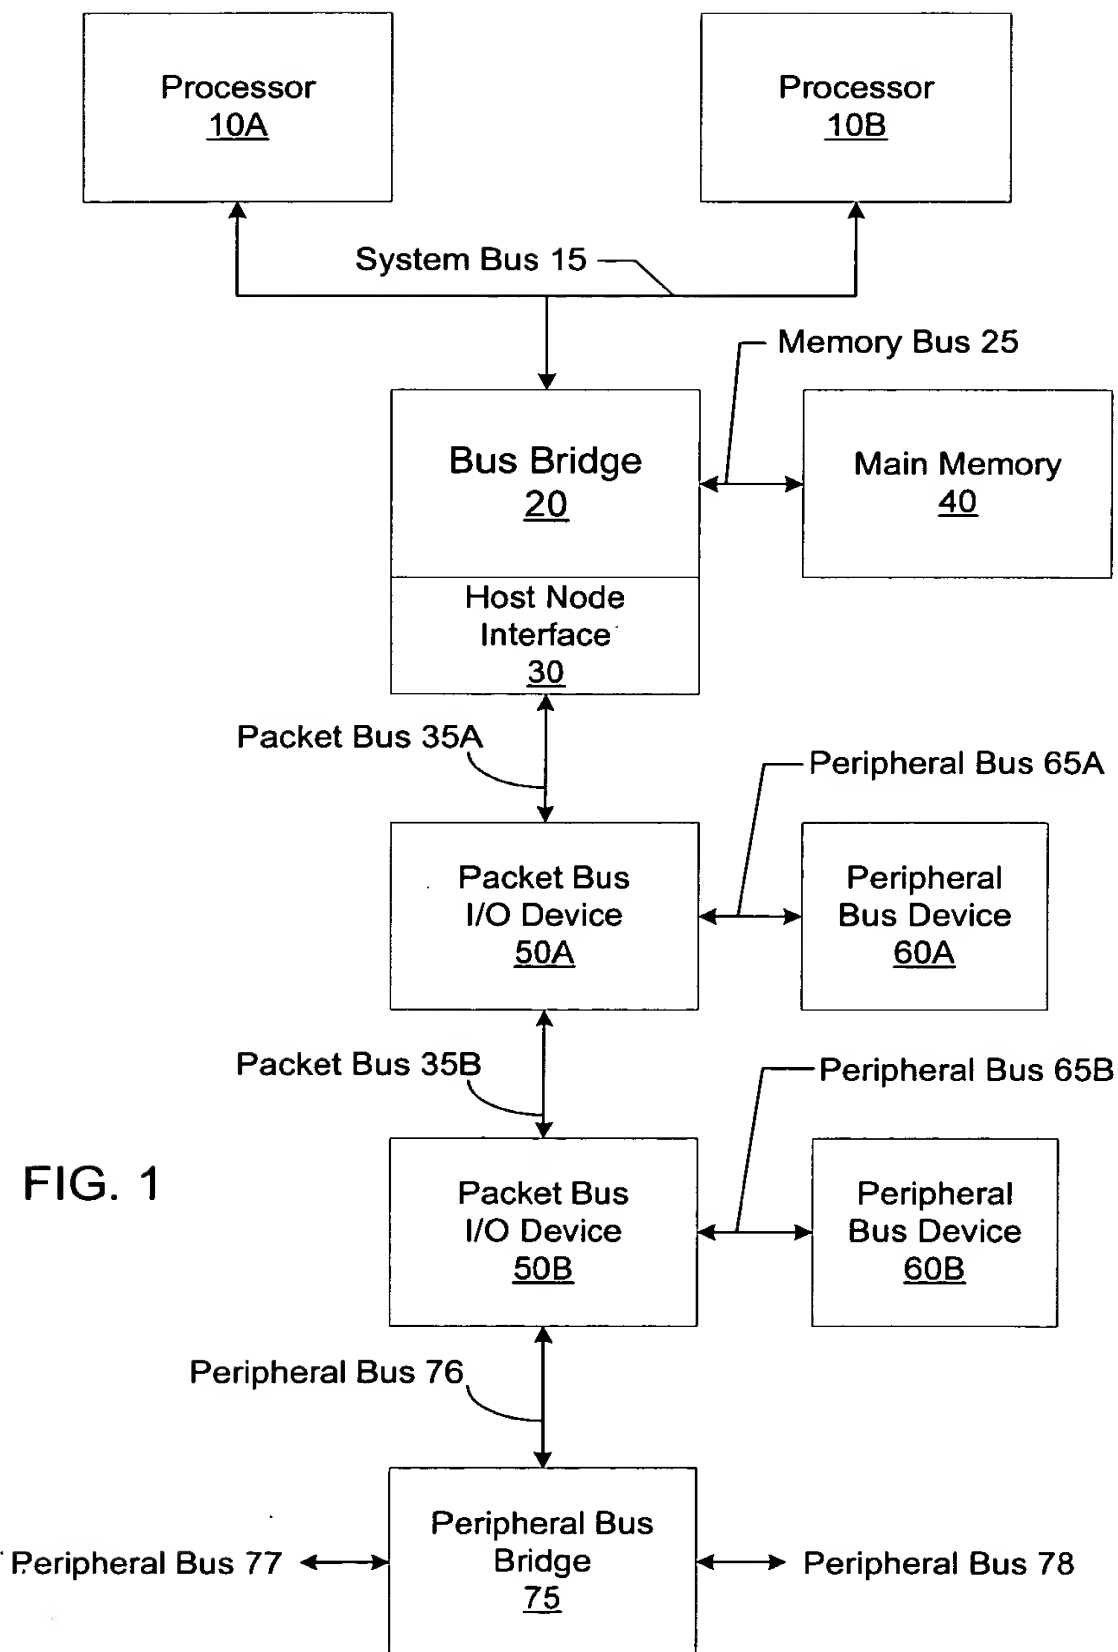 Processor
10A
Processor
10B
System Bus 15
Memory Bus 25
Bus Bridge
20
Main Memory
40
Host Node
Interface
30
Packet Bus 35A
Peripheral Bus 65A
Packet Bus
I/O Device
50A
Peripheral
Bus Device
60A
Packet Bus 35B
Peripheral Bus 65B
FIG. 1
Packet Bus
I/O Device
50B
Peripheral
Bus Device
60B
Peripheral Bus 76
Peripheral Bus
Bridge
75
Peripheral Bus 77
Peripheral Bus 78